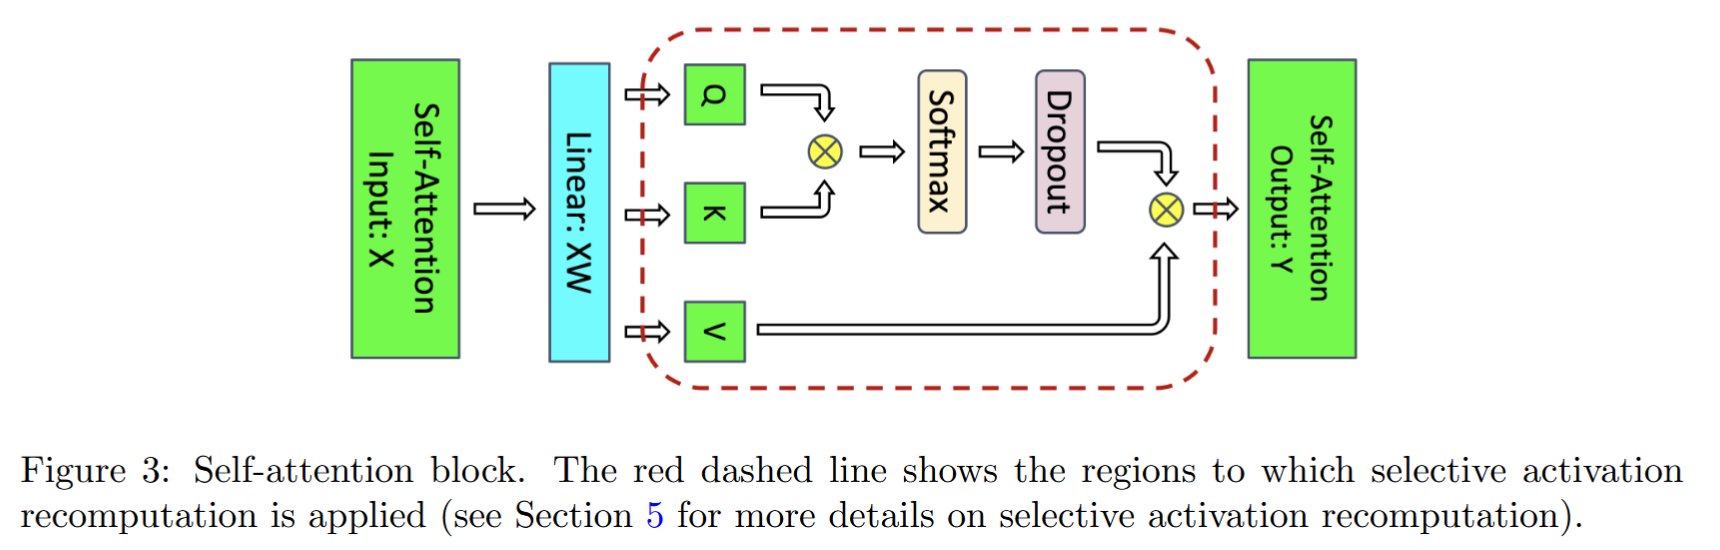 Self-Attention
Input: X
Linear: XW
Q
K
V
Softmax
Dropout
Self-Attention
Output: Y
Figure 3: Self-attention block. The red dashed line shows the regions to which selective activation
recomputation is applied (see Section 5 for more details on selective activation recomputation).